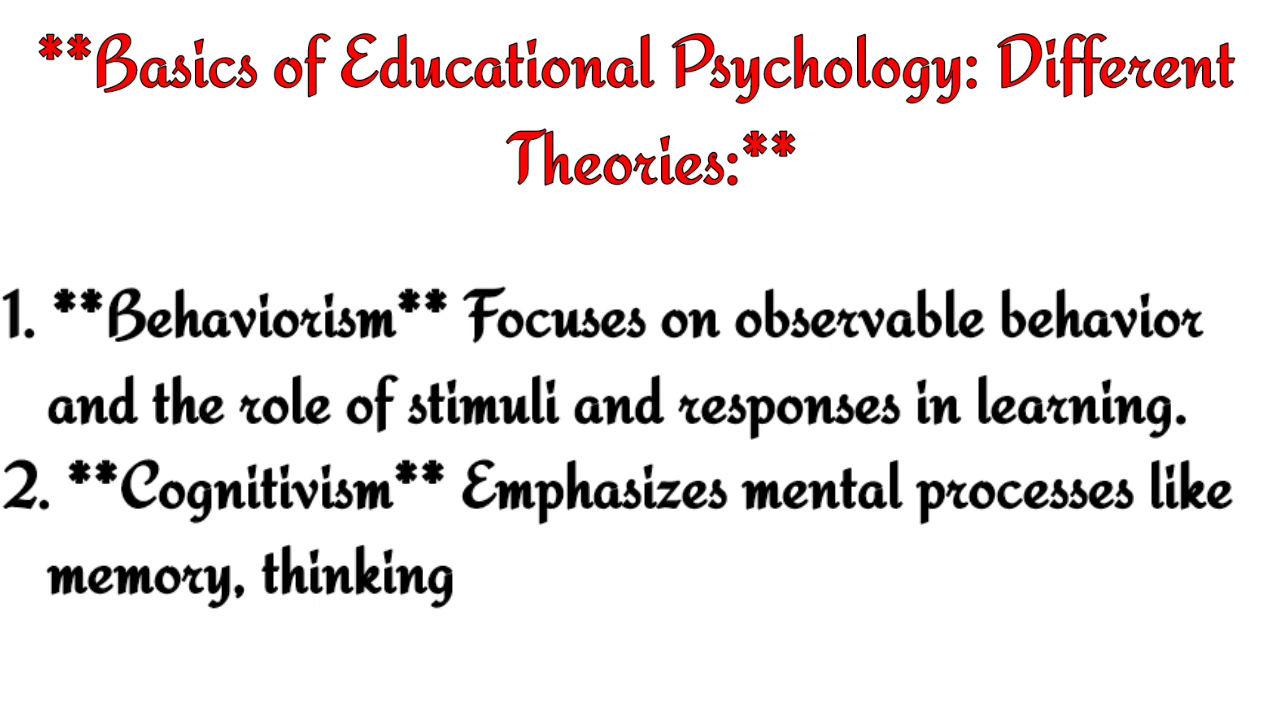 **Basics of Educational Psychology: Different
Theories:**
1. **Behaviorism** Focuses on observable behavior
and the role of stimuli and responses in learning.
2. **Cognitivism** Emphasizes mental processes like
memory, thinking